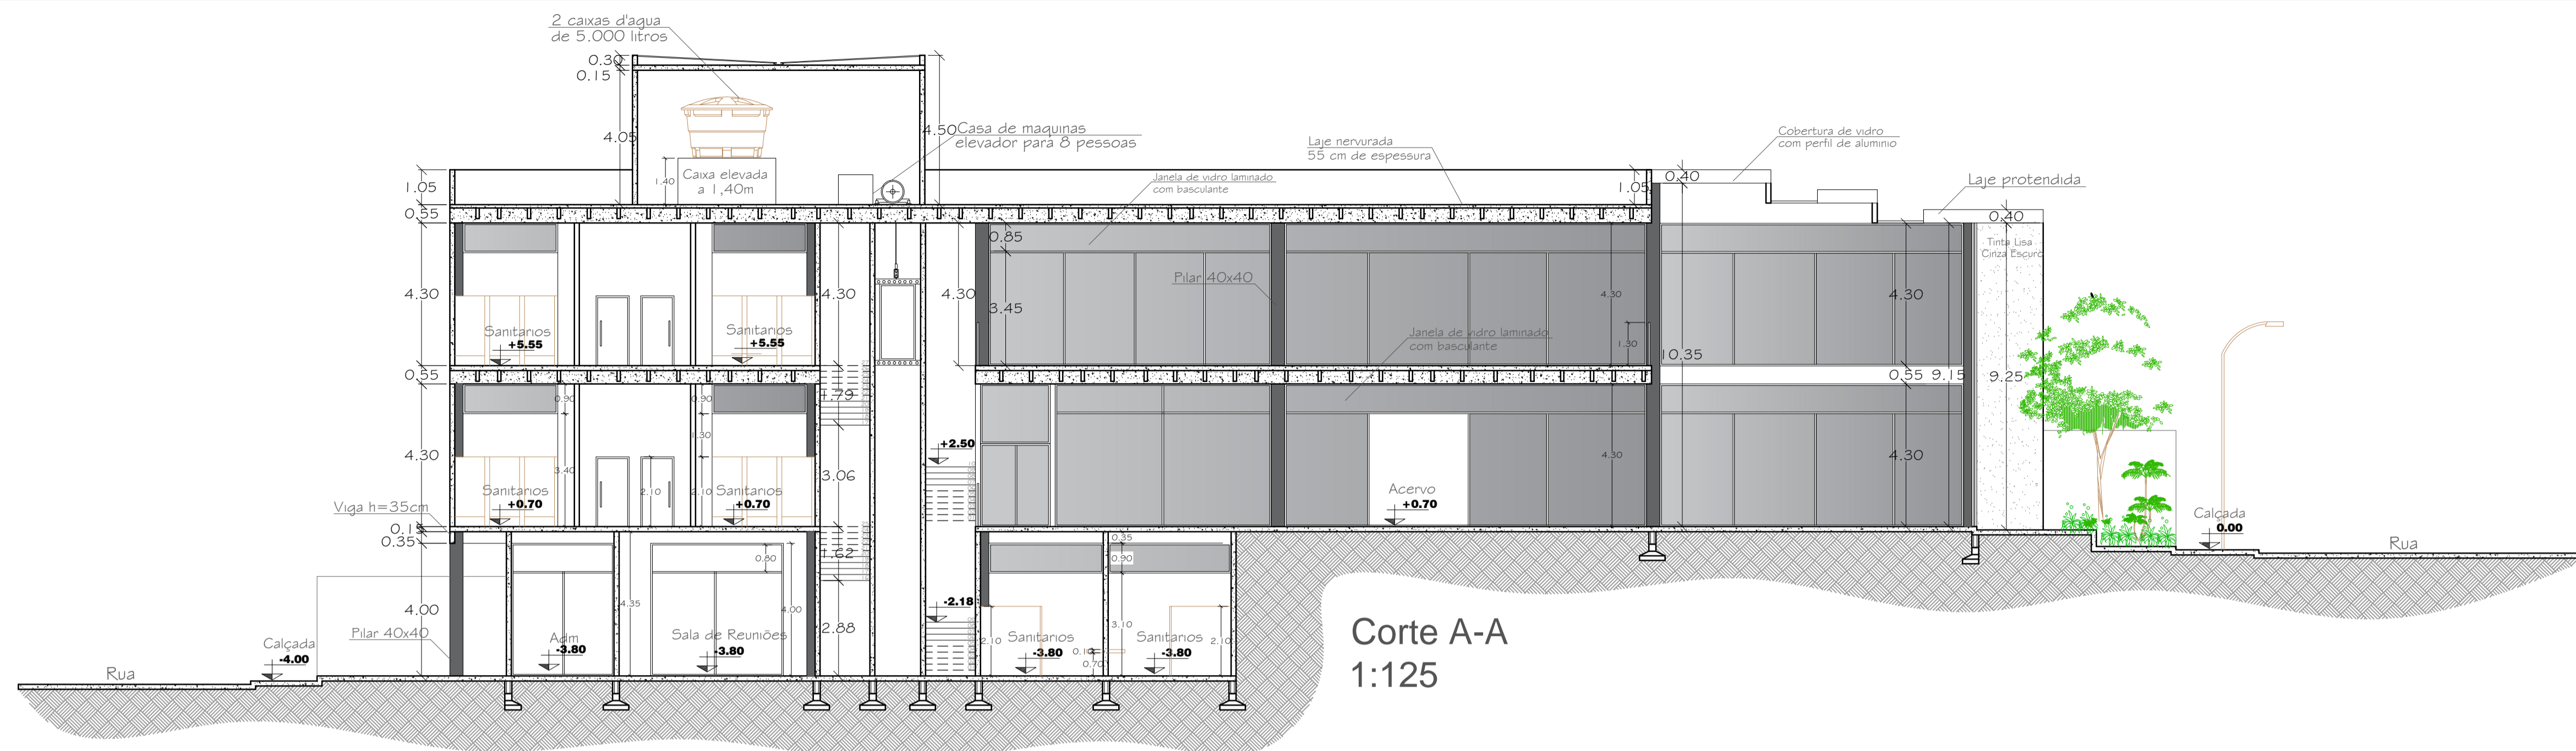 2 caixas d'agua
de 5.000 litros
0.30
0.15
4.05
4.50
Casa de maquinas
elevador para 8 pessoas
Caixa elevada
a 1,40m
1.40
Laje nervurada
55 cm de espessura
Janela de vidro laminado
com basculante
Cobertura de vidro
com perfil de aluminio
Laje protendida
1.05
0.55
1.05
0.40
0.40
0.85
Tinta Lisa
Cinza Escuro
Pilar 40x40
4.30
4.30
4.30
3.45
4.30
4.30
Sanitarios
+5.55
Sanitarios
+5.55
Janela de vidro laminado
com basculante
1.30
10.35
0.55
0.55
9.15
9.25
0.90
0.90
1.79
1.30
+2.50
4.30
3.40
2.10
2.10
3.06
4.30
4.30
Sanitarios
+0.70
Sanitarios
+0.70
Acervo
+0.70
Viga h=35cm
0.15
0.35
Calçada
0.00
Rua
0.80
1.62
0.35
0.90
4.00
4.35
4.00
-2.18
2.88
Pilar 40x40
Calçada
-4.00
Rua
Adm
-3.80
Sala de Reuniões
-3.80
2.10
Sanitarios
-3.80
0.10
0.70
3.10
Sanitarios
-3.80
2.10
Corte A-A
1:125